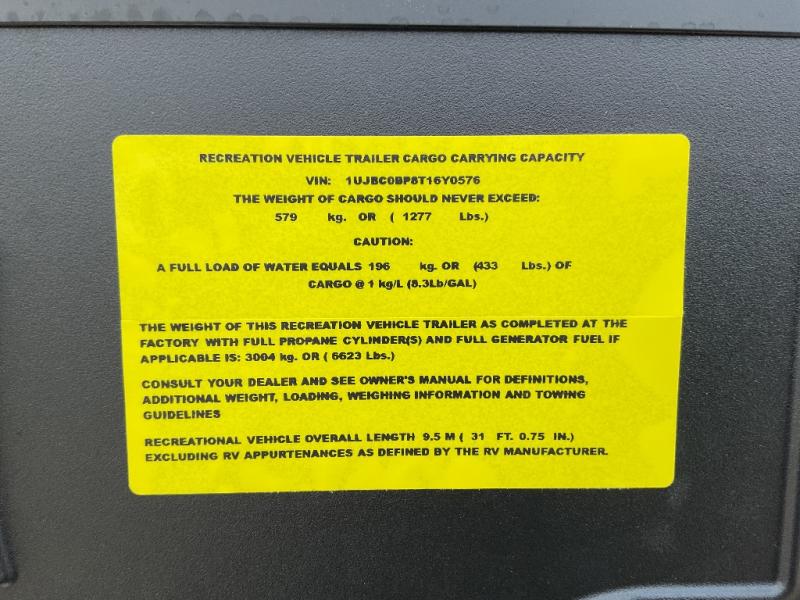 RECREATION VEHICLE TRAILER CARGO CARRYING CAPACITY
VIN: 1UJBC0BP8T16Y0576
THE WEIGHT OF CARGO SHOULD NEVER EXCEED:
579 kg. OR ( 1277 Lbs.)
CAUTION:
A FULL LOAD OF WATER EQUALS 196 kg. OR (433 Lbs.) OF
CARGO @ 1 kg/L (8.3Lb/GAL)
THE WEIGHT OF THIS RECREATION VEHICLE TRAILER AS COMPLETED AT THE
FACTORY WITH FULL PROPANE CYLINDER(S) AND FULL GENERATOR FUEL IF
APPLICABLE IS: 3004 kg. OR ( 6623 Lbs.)
CONSULT YOUR DEALER AND SEE OWNER'S MANUAL FOR DEFINITIONS,
ADDITIONAL WEIGHT, LOADING, WEIGHING INFORMATION AND TOWING
GUIDELINES
RECREATIONAL VEHICLE OVERALL LENGTH 9.5 M ( 31 FT. 0.75 IN.)
EXCLUDING RV APPURTENANCES AS DEFINED BY THE RV MANUFACTURER.